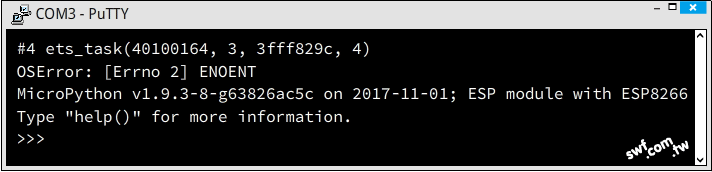 COM3 - PuTTY
#4 ets_task(40100164, 3, 3fff829c, 4)
OSError: [Errno 2] ENOENT
MicroPython v1.9.3-8-g63826ac5c on 2017-11-01; ESP module with ESP8266
Type "help()" for more information.
>>>
swf.com.tw